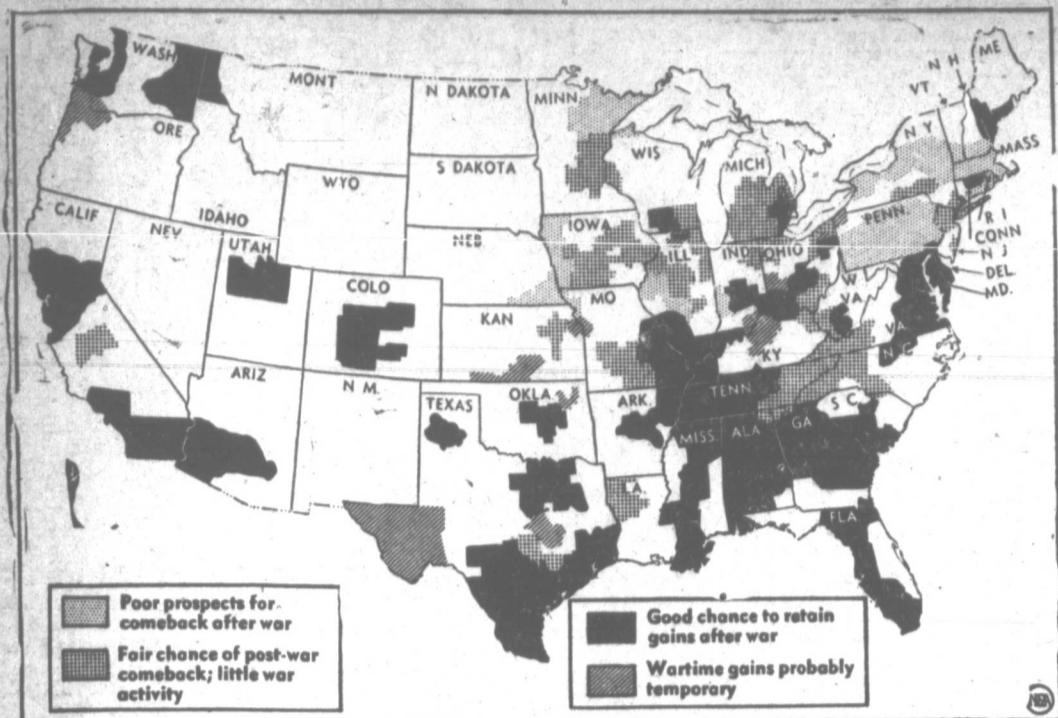 WASH
MONT
N DAKOTA
MINN
ORE
S DAKOTA
WIS
MICH
N H
ME
VT
N Y
MASS
IDAHO
WYO
CALIF
NEV
UTAH
NEB
IOWA
ILL
IND
OHIO
PENN.
R I
CONN
N J
DEL.
MD.
COLO
KAN
MO
W
VA
V
KY
N C
ARIZ
N M.
TEXAS
OKLA.
ARK.
TENN
S C
MISS.
ALA
GA
FLA
Poor prospects for
comeback after war
Fair chance of post-war
comeback; little war
activity
Good chance to retain
gains after war
Wartime gains probably
temporary
NEA